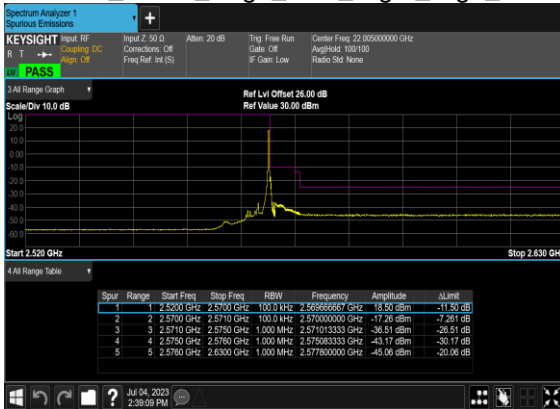 Spectrum Analyzer 1
Spurious Emissions
KEYSIGHT
R T
LXI PASS
Input: RF
Coupling: DC
Align: Off
Input Z: 50 Ω
Corrections: Off
Freq Ref: Int (S)
Atten: 20 dB
Trig: Free Run
Gate: Off
IF Gain: Low
Center Freq: 22.005000000 GHz
Avg|Hold: 100/100
Radio Std: None
3 All Range Graph
Scale/Div 10.0 dB
Ref Lvl Offset 26.00 dB
Ref Value 30.00 dBm
Log
20.0
10.0
0.00
-10.0
-20.0
-30.0
-40.0
-50.0
-60.0
Start 2.520 GHz
Stop 2.630 GH
4 All Range Table
Spur Range Start Freq Stop Freq RBW Frequency Amplitude ΔLimit
1 1 2.5200 GHz 2.5700 GHz 100.0 kHz 2.569666667 GHz 18.50 dBm -11.50 dB
2 2 2.5700 GHz 2.5710 GHz 100.0 kHz 2.570000000 GHz -17.26 dBm -7.261 dB
3 3 2.5710 GHz 2.5750 GHz 1.000 MHz 2.571013333 GHz -36.51 dBm -26.51 dB
4 4 2.5750 GHz 2.5760 GHz 1.000 MHz 2.575083333 GHz -43.17 dBm -30.17 dB
5 5 2.5760 GHz 2.6300 GHz 1.000 MHz 2.577800000 GHz -45.06 dBm -20.06 dB
?
Jul 04, 2023
2:39:09 PM